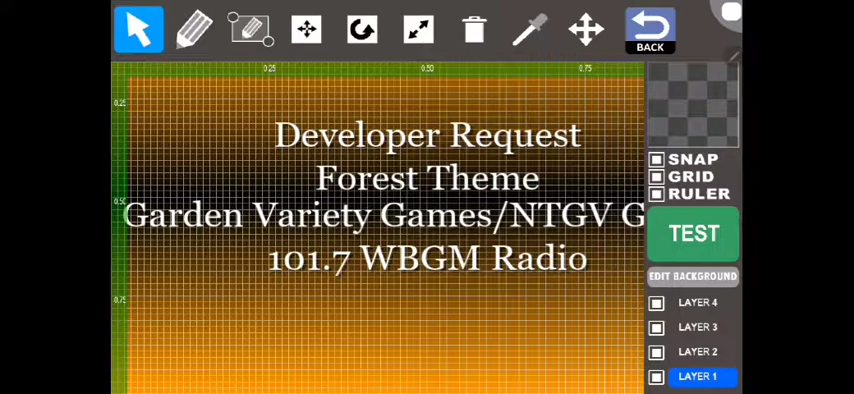 BACK
0.25 0.50 0.75
0.25
Developer Request
Forest Theme
0.50
Garden Variety Games/NTGV G
101.7 WBGM Radio
0.75
SNAP
GRID
RULER
TEST
EDIT BACKGROUND
LAYER 4
LAYER 3
LAYER 2
LAYER 1